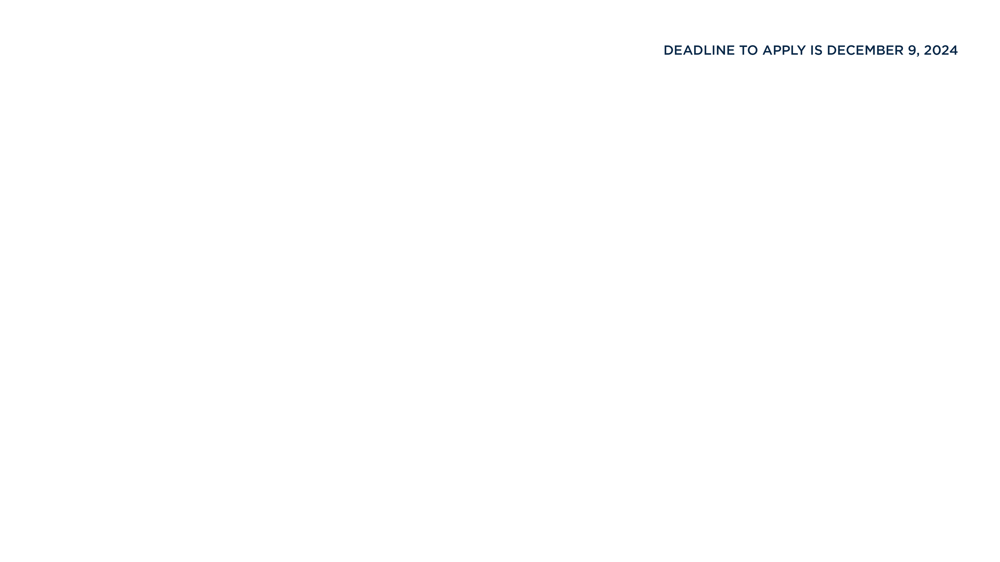 DEADLINE TO APPLY IS DECEMBER 9, 2024